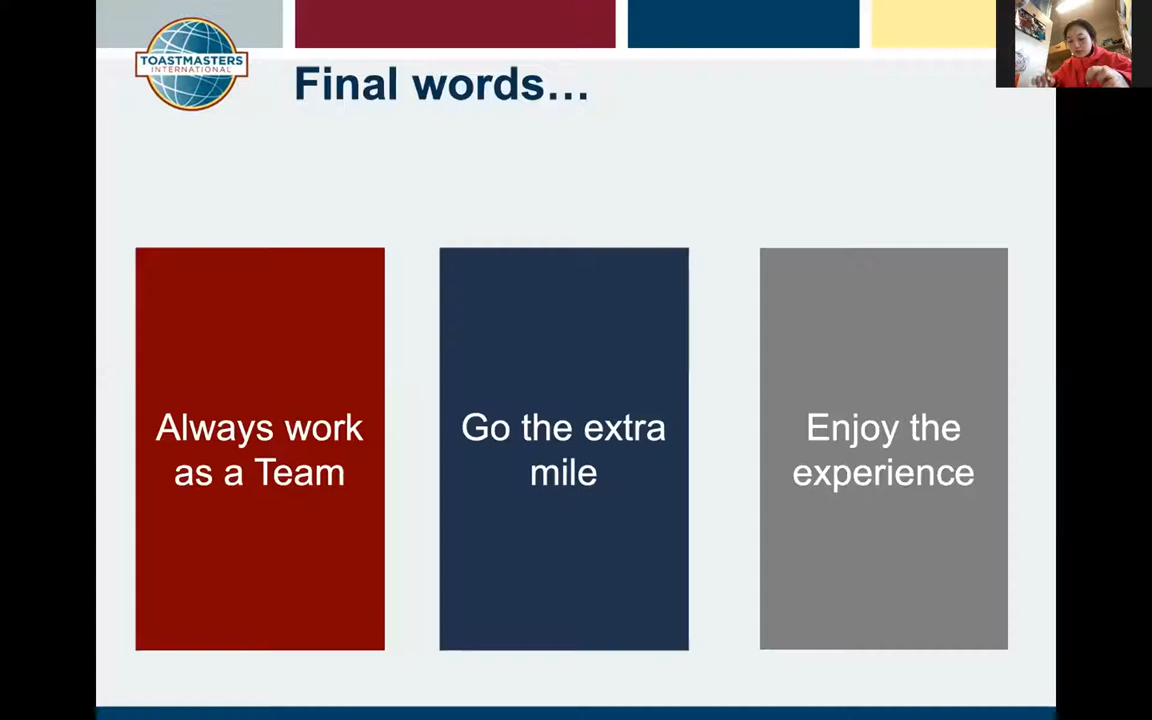 TOASTMASTERS
INTERNATIONAL
Final words...
Always work
as a Team
Go the extra
mile
Enjoy the
experience